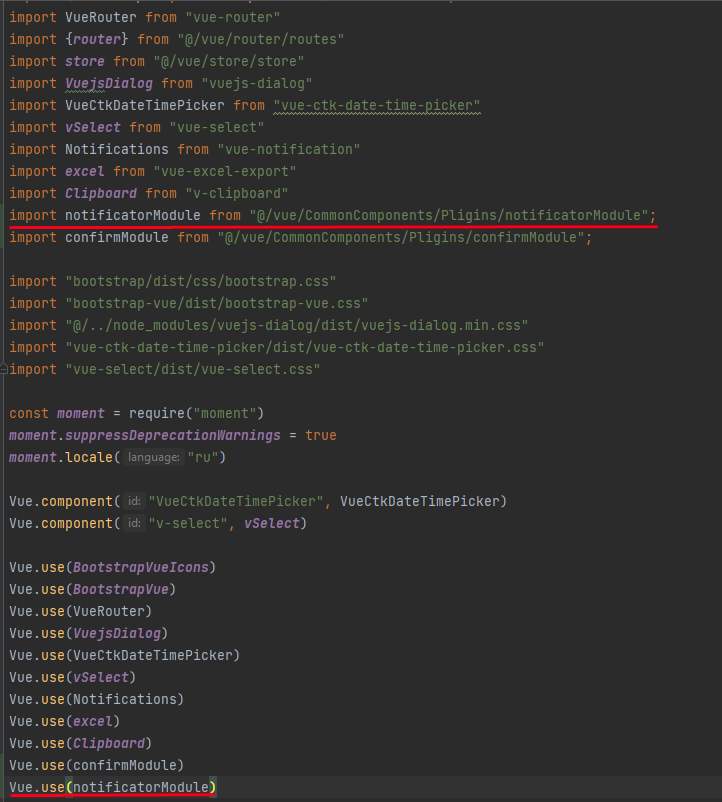 import VueRouter from "vue-router"
import {router} from "@/vue/router/routes"
import store from "@/vue/store/store"
import VuejsDialog from "vuejs-dialog"
import VueCtkDateTimePicker from "vue-ctk-date-time-picker"
import vSelect from "vue-select"
import Notifications from "vue-notification"
import excel from "vue-excel-export"
import Clipboard from "v-clipboard"
import notificatorModule from "@/vue/CommonComponents/Pligins/notificatorModule";
import confirmModule from "@/vue/CommonComponents/Pligins/confirmModule";
import "bootstrap/dist/css/bootstrap.css"
import "bootstrap-vue/dist/bootstrap-vue.css"
import "@/../node_modules/vuejs-dialog/dist/vuejs-dialog.min.css"
import "vue-ctk-date-time-picker/dist/vue-ctk-date-time-picker.css"
import "vue-select/dist/vue-select.css"
const moment = require("moment")
moment.suppressDeprecationWarnings = true
moment.locale( language: "ru")
Vue.component( id: "VueCtkDateTimePicker", VueCtkDateTimePicker)
Vue.component( id: "v-select", vSelect)
Vue.use(BootstrapVueIcons)
Vue.use(BootstrapVue)
Vue.use(VueRouter)
Vue.use(VuejsDialog)
Vue.use(VueCtkDateTimePicker)
Vue.use(vSelect)
Vue.use(Notifications)
Vue.use(excel)
Vue.use(Clipboard)
Vue.use(confirmModule)
Vue.use(notificatorModule)